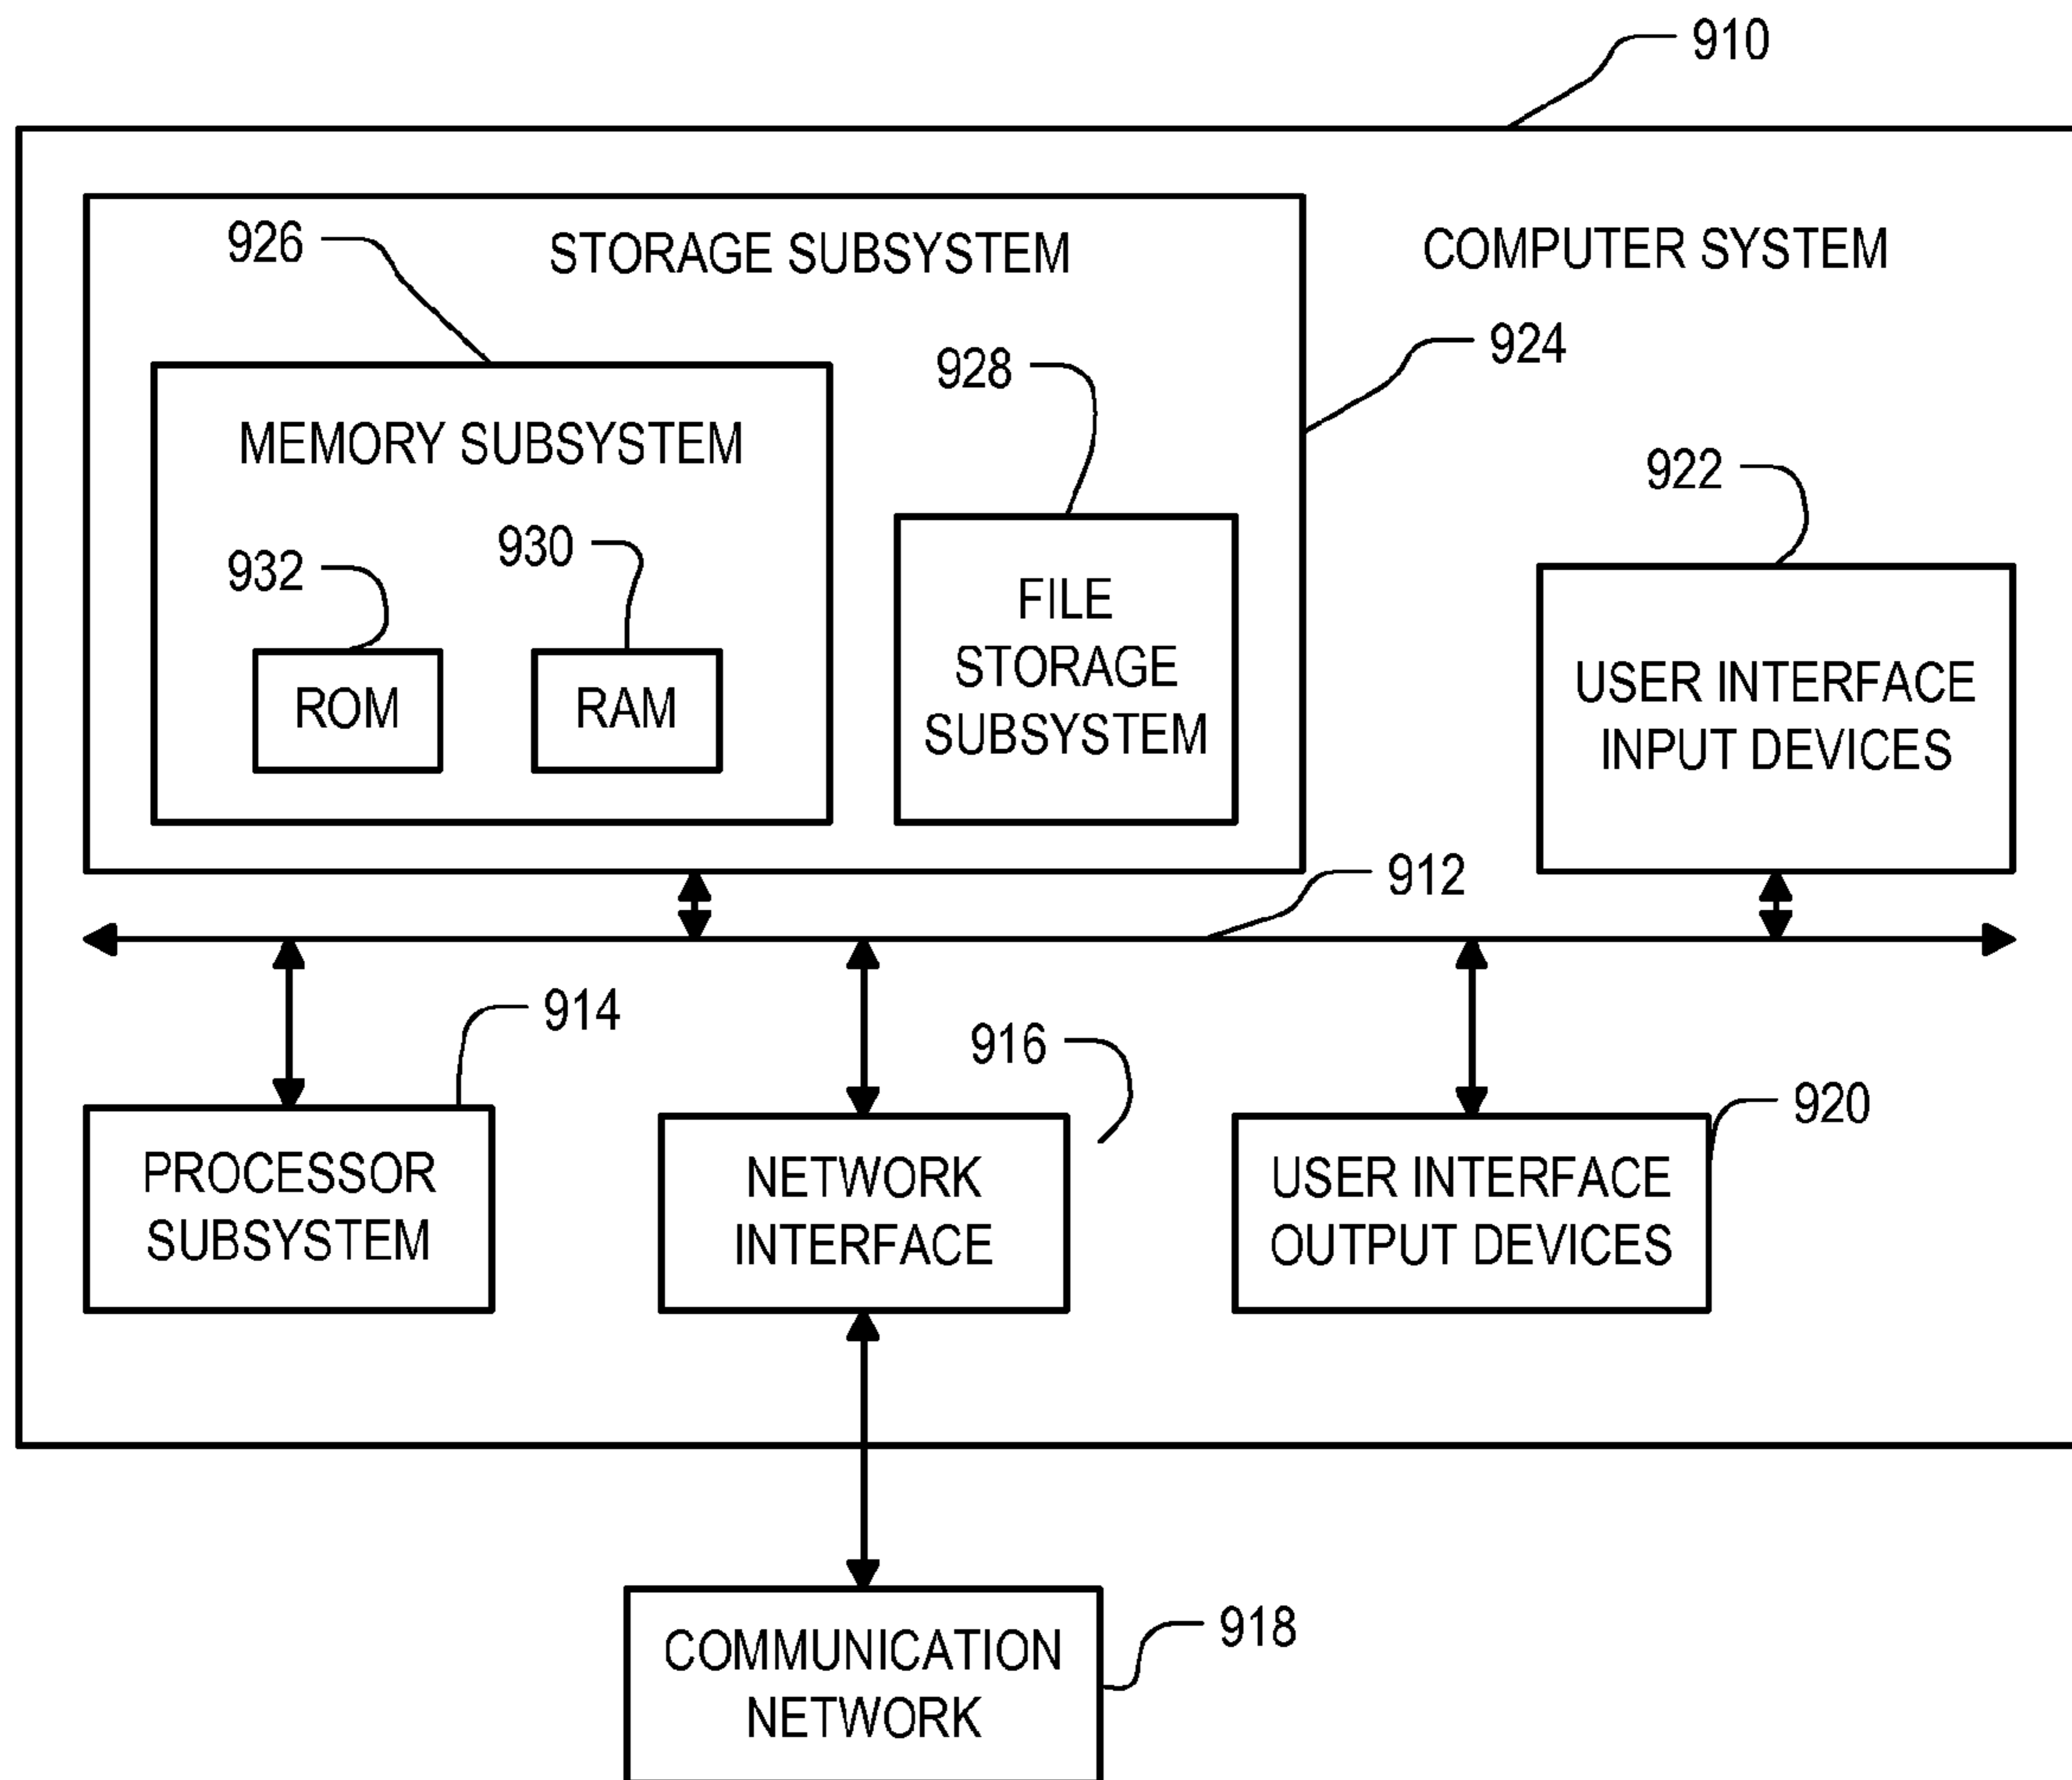 910
926
STORAGE SUBSYSTEM
COMPUTER SYSTEM
924
928
MEMORY SUBSYSTEM
922
932
930
FILE
STORAGE
SUBSYSTEM
ROM
RAM
USER INTERFACE
INPUT DEVICES
912
914
916
920
PROCESSOR
SUBSYSTEM
NETWORK
INTERFACE
USER INTERFACE
OUTPUT DEVICES
918
COMMUNICATION
NETWORK